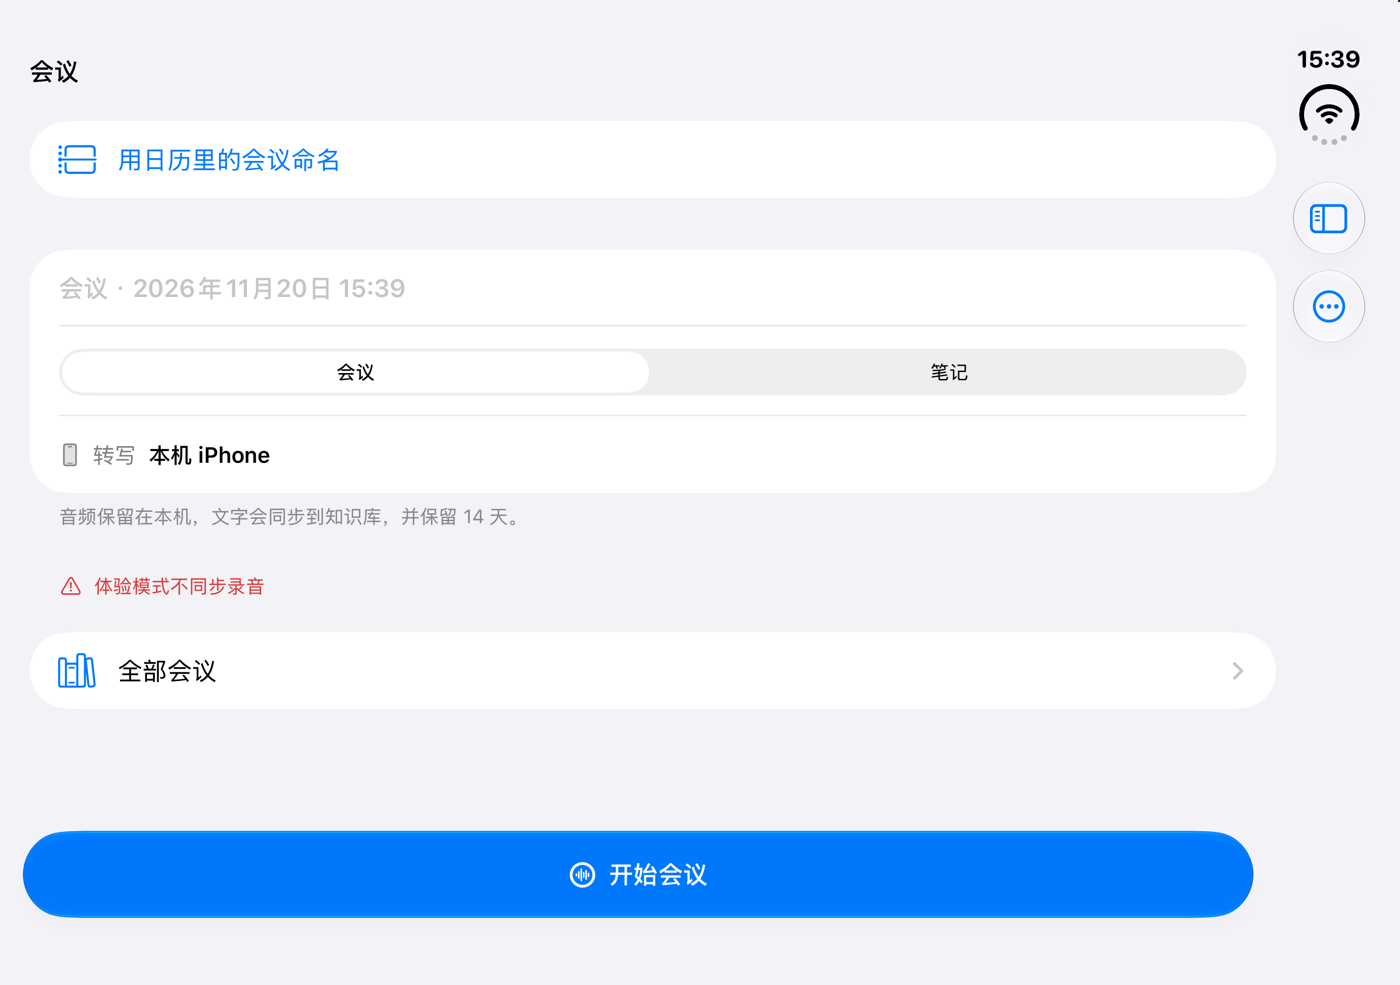 会议
15:39
用日历里的会议命名
会议 · 2026年11月20日 15:39
会议
笔记
转写 本机 iPhone
音频保留在本机，文字会同步到知识库，并保留 14 天。
体验模式不同步录音
全部会议
开始会议